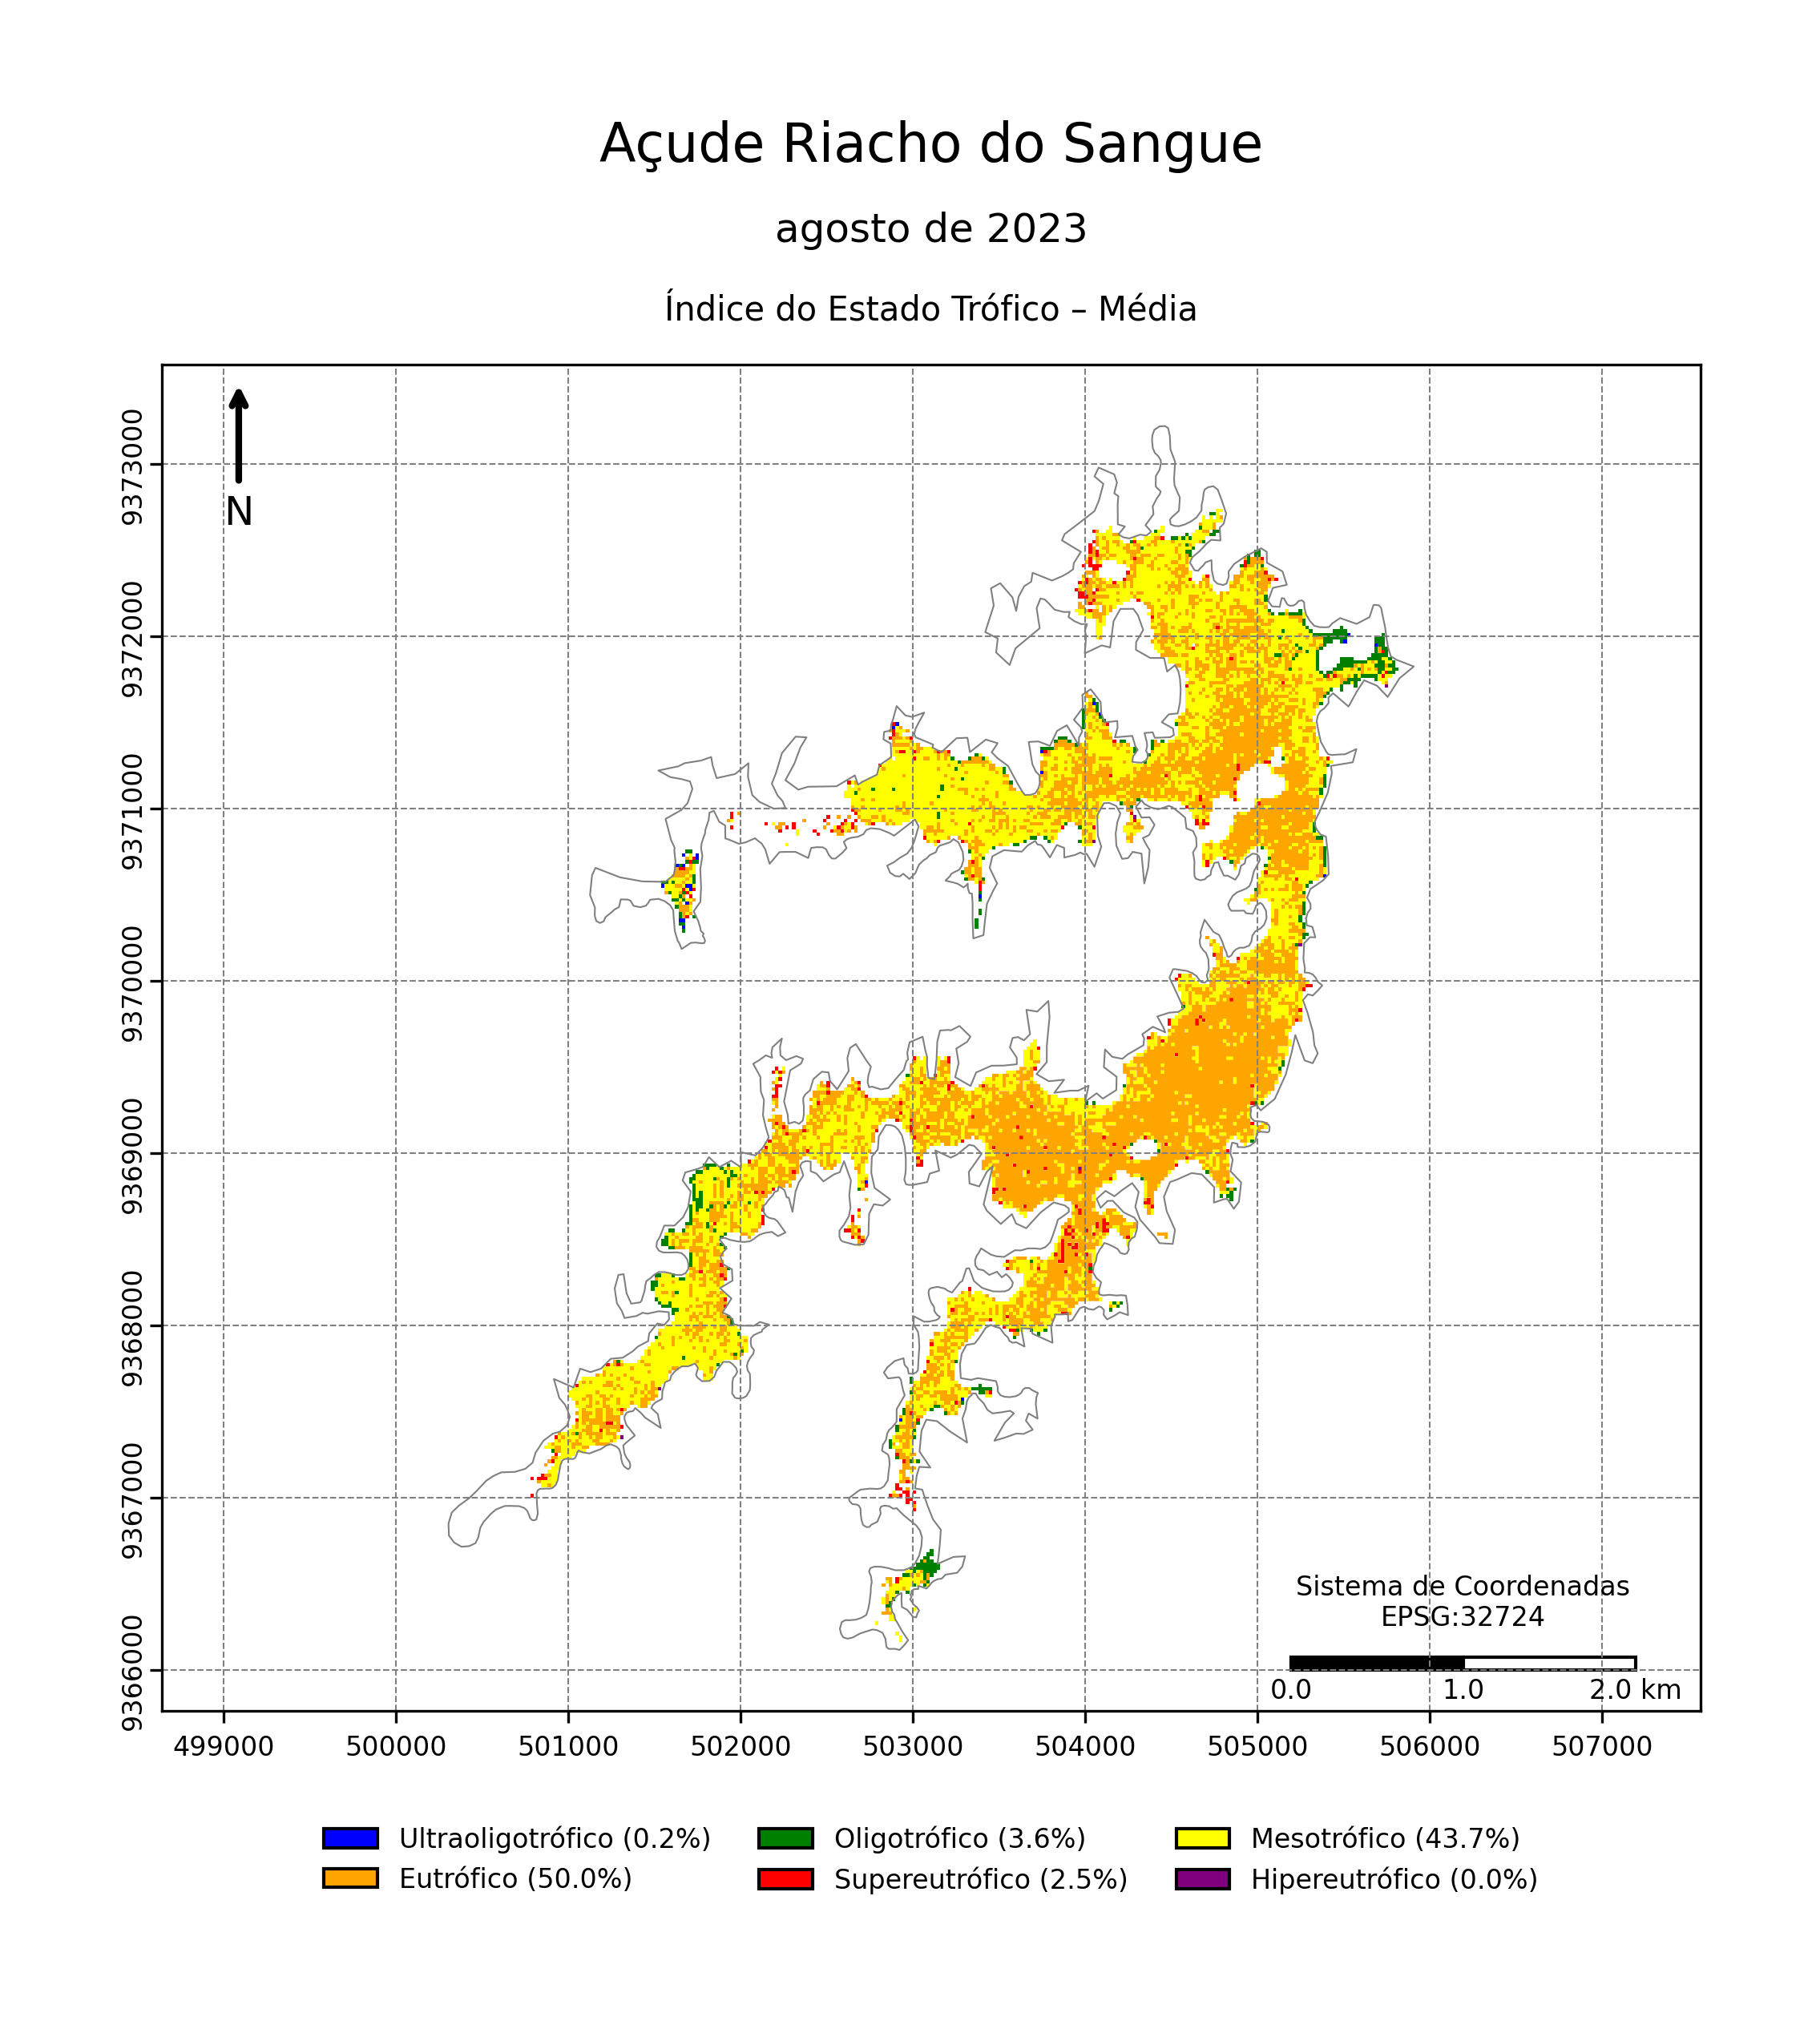 Açude Riacho do Sangue
agosto de 2023
Índice do Estado Trófico – Média
N
9373000
9372000
9371000
9370000
9369000
9368000
9367000
9366000
Sistema de Coordenadas
EPSG:32724
0.0 1.0 2.0 km
499000 500000 501000 502000 503000 504000 505000 506000 507000
Ultraoligotrófico (0.2%) Oligotrófico (3.6%) Mesotrófico (43.7%)
Eutrófico (50.0%) Supereutrófico (2.5%) Hipereutrófico (0.0%)